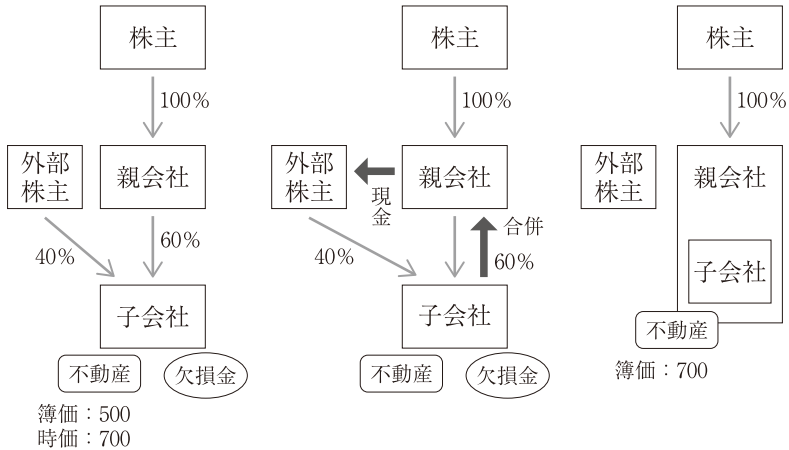 株主
100%
外部
株主
親会社
40%
60%
子会社
不動産
欠損金
簿価：500
時価：700
株主
100%
外部
株主
現金
親会社
合併
40%
60%
子会社
不動産
欠損金
株主
100%
外部
株主
親会社
子会社
不動産
簿価：700